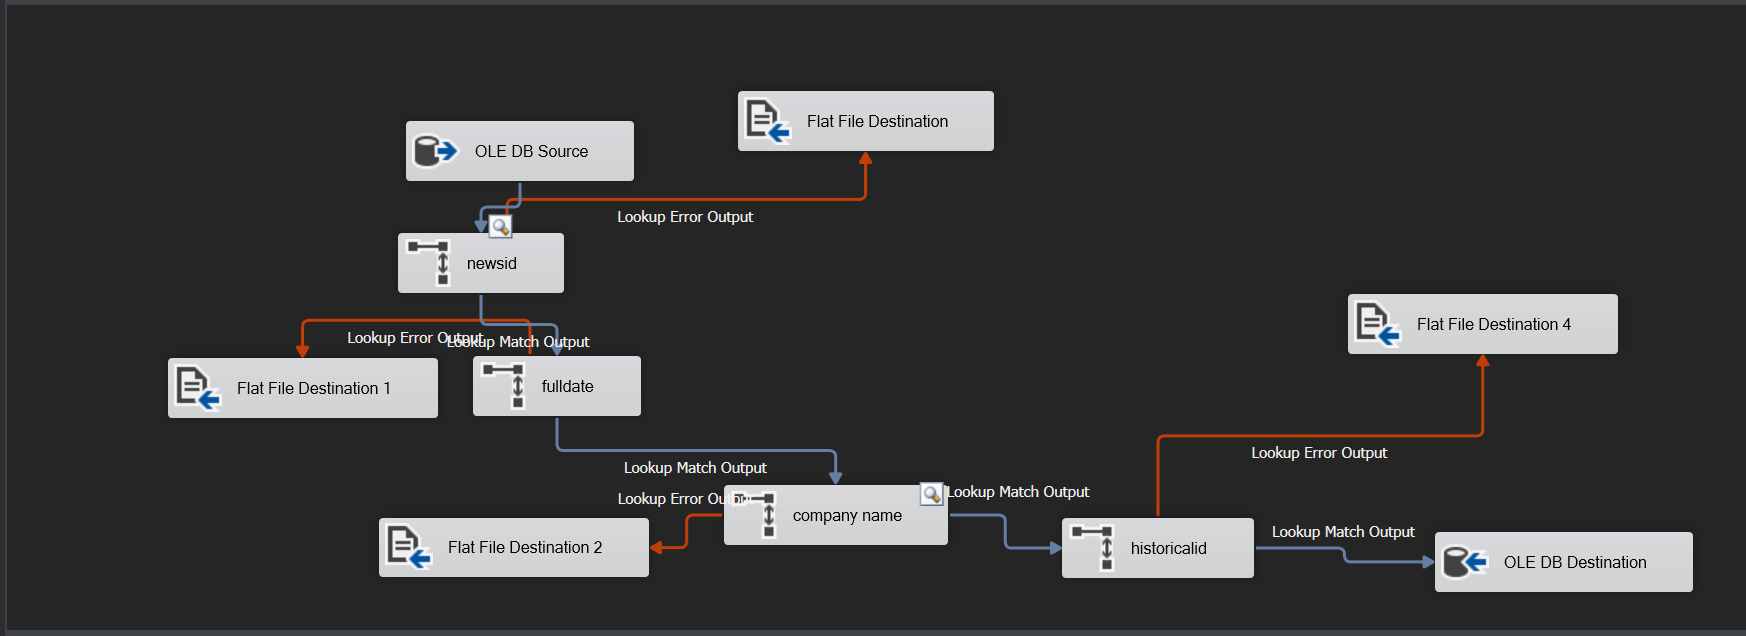 Flat File Destination
OLE DB Source
Lookup Error Output
newsid
Lookup Error Output
Lookup Match Output
Flat File Destination 1
fulldate
Flat File Destination 4
Lookup Error Output
Lookup Match Output
Lookup Error Output
company name
Lookup Match Output
Flat File Destination 2
historicalid
Lookup Match Output
OLE DB Destination